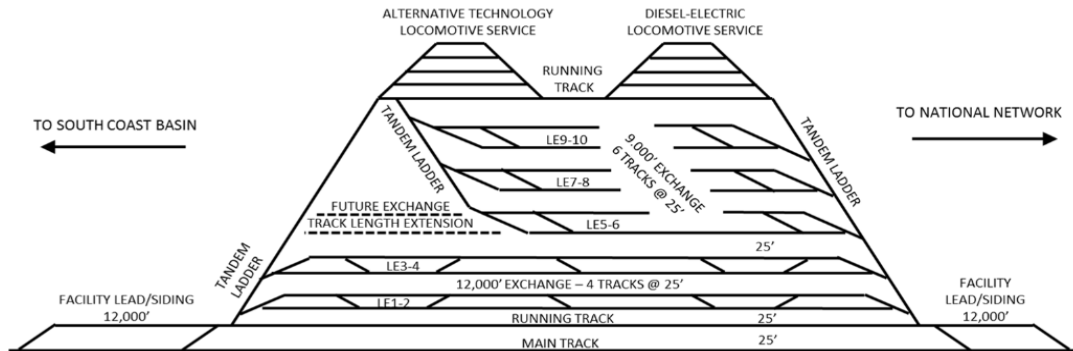 ALTERNATIVE TECHNOLOGY
LOCOMOTIVE SERVICE
DIESEL-ELECTRIC
LOCOMOTIVE SERVICE
RUNNING
TRACK
TO SOUTH COAST BASIN
TO NATIONAL NETWORK
TANDEM LADDER
TANDEM LADDER
LE9-10
9.000' EXCHANGE
6 TRACKS @ 25'
LE7-8
FUTURE EXCHANGE
TRACK LENGTH EXTENSION
LE5-6
25'
TANDEM
LADDER
LE3-4
12,000' EXCHANGE – 4 TRACKS @ 25'
FACILITY LEAD/SIDING
12,000'
LE1-2
FACILITY
LEAD/SIDING
12,000'
RUNNING TRACK
25'
MAIN TRACK
25'